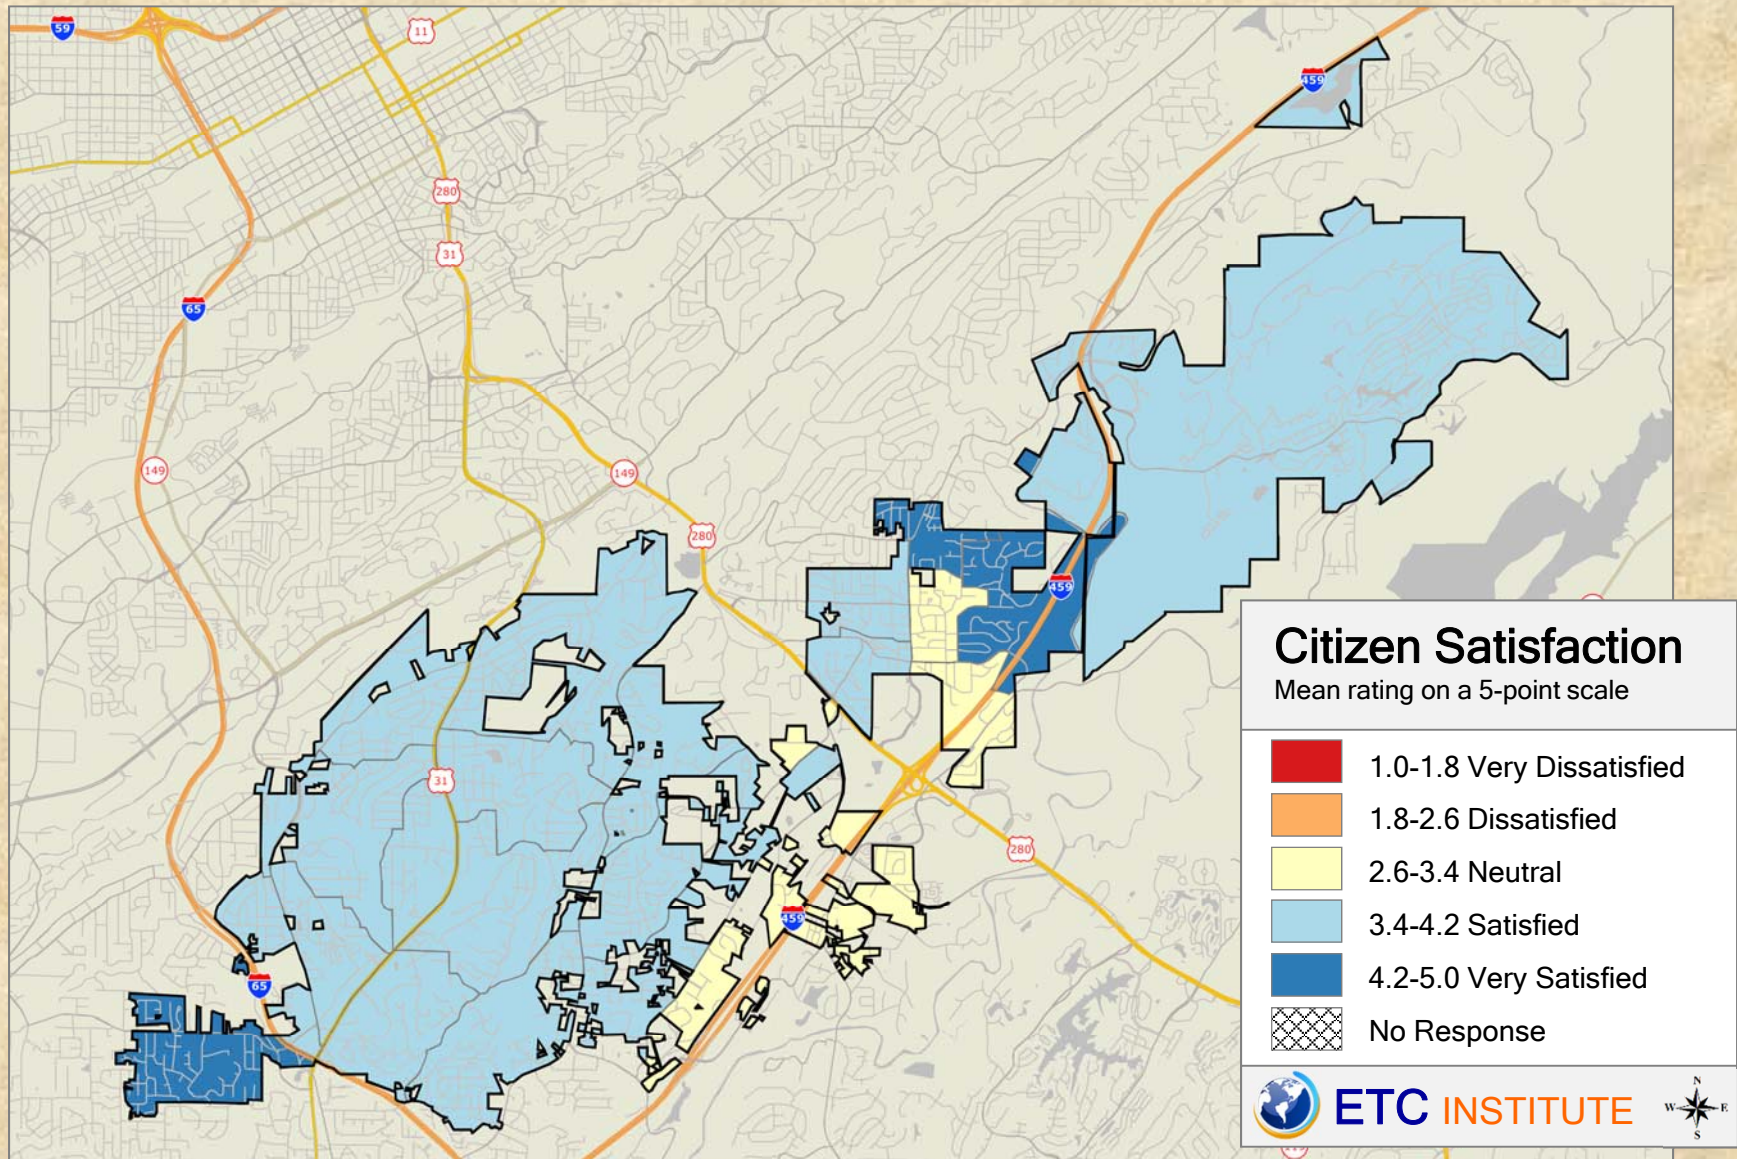 59
11
459
280
31
65
149
149
280
459
31
280
459
65
Citizen Satisfaction
Mean rating on a 5-point scale
1.0-1.8 Very Dissatisfied
1.8-2.6 Dissatisfied
2.6-3.4 Neutral
3.4-4.2 Satisfied
4.2-5.0 Very Satisfied
No Response
ETC INSTITUTE
N
W E
S